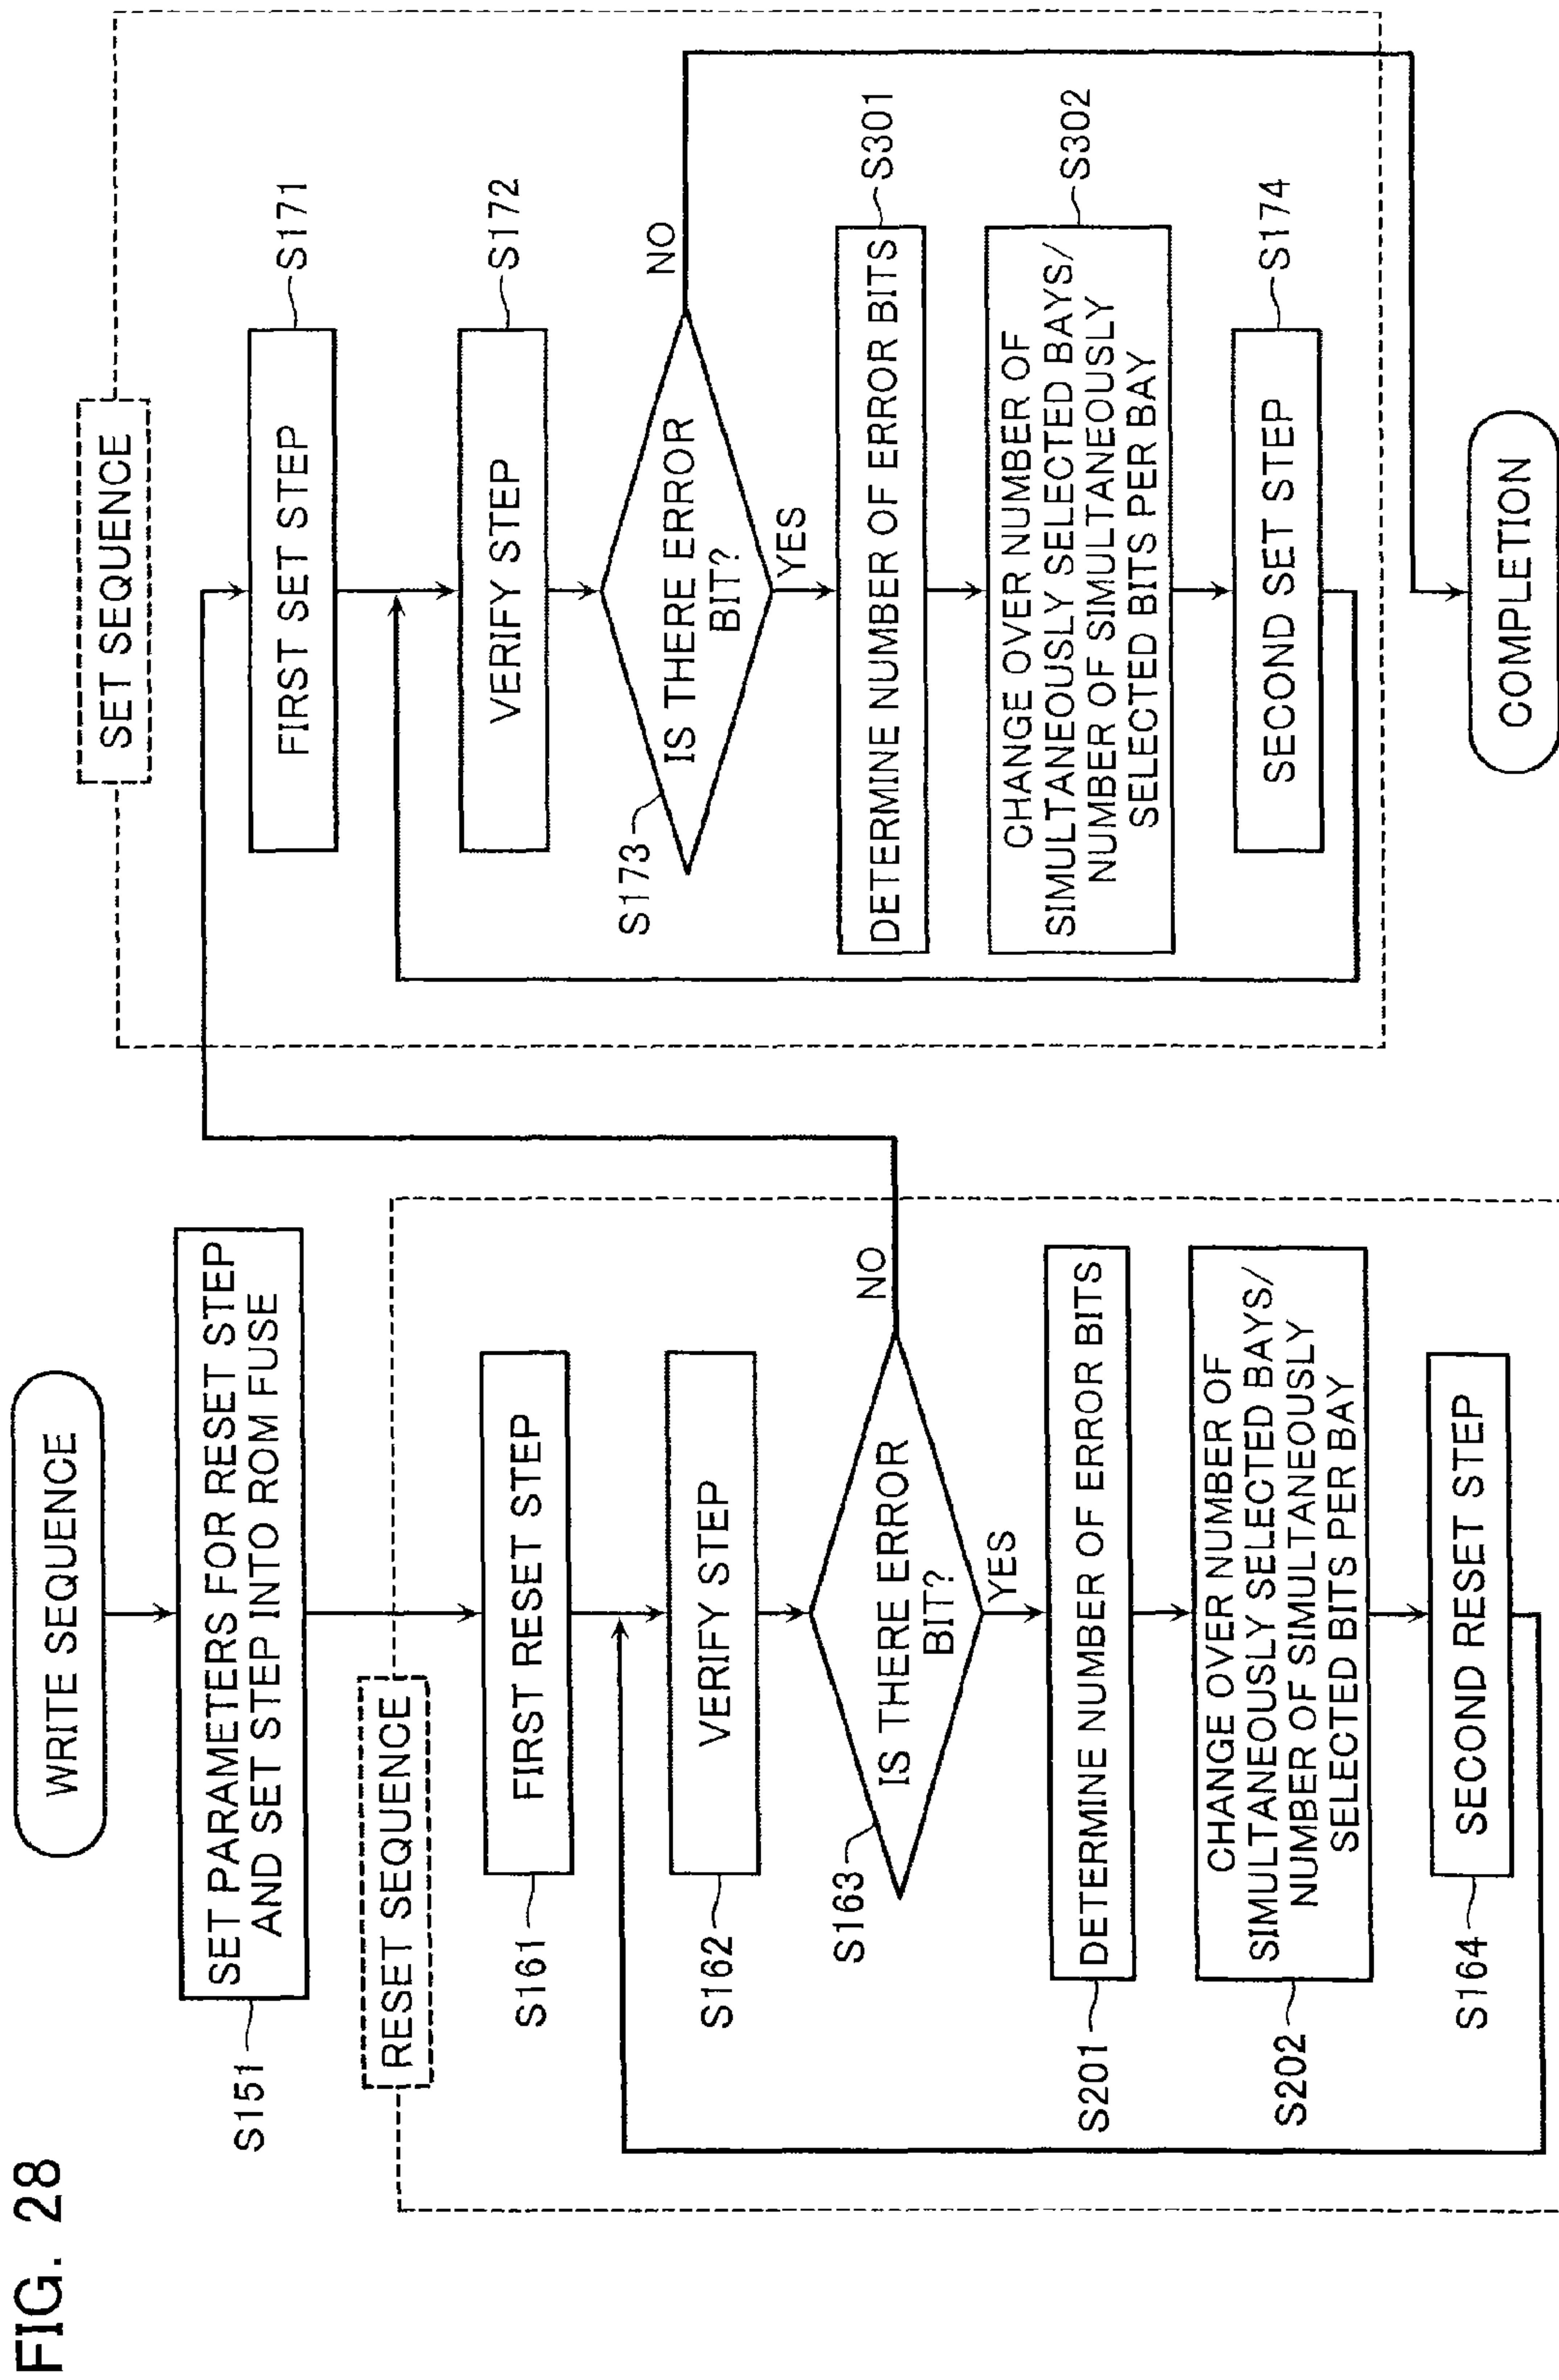 FIG. 28
WRITE SEQUENCE
SET PARAMETERS FOR RESET STEP
AND SET STEP INTO ROM FUSE
S151
RESET SEQUENCE
FIRST RESET STEP
S161
VERIFY STEP
S162
IS THERE ERROR
BIT?
S163
NO
YES
DETERMINE NUMBER OF ERROR BITS
S201
CHANGE OVER NUMBER OF
SIMULTANEOUSLY SELECTED BAYS/
NUMBER OF SIMULTANEOUSLY
SELECTED BITS PER BAY
S202
SECOND RESET STEP
S164
SET SEQUENCE
FIRST SET STEP
S171
VERIFY STEP
S172
IS THERE ERROR
BIT?
S173
NO
YES
DETERMINE NUMBER OF ERROR BITS
S301
CHANGE OVER NUMBER OF
SIMULTANEOUSLY SELECTED BAYS/
NUMBER OF SIMULTANEOUSLY
SELECTED BITS PER BAY
S302
SECOND SET STEP
S174
COMPLETION